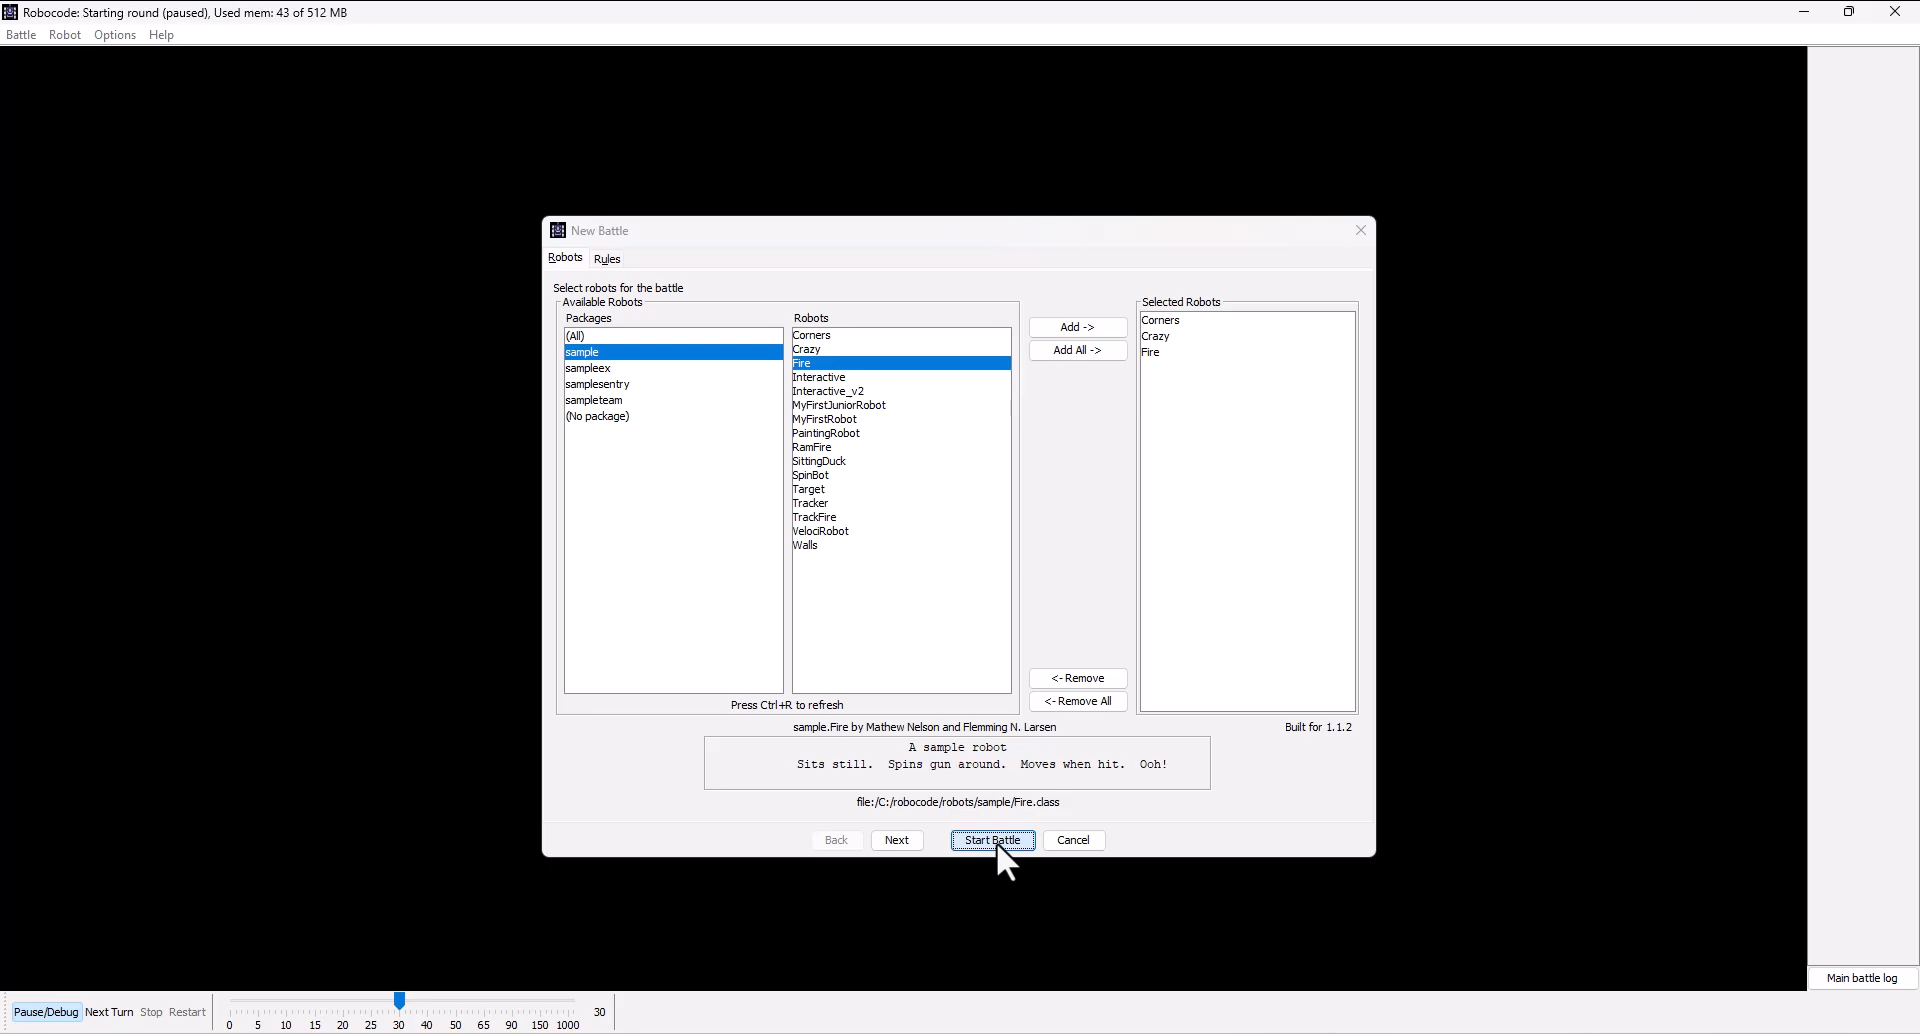 Robocode: Starting round (paused), Used mem: 43 of 512 MB
Battle Robot Options Help
New Battle
Robots Rules
Select robots for the battle
Available Robots
Packages
(All)
sample
sampleex
samplesentry
sampleteam
(No package)
Robots
Corners
Crazy
Fire
Interactive
Interactive_v2
MyFirstJuniorRobot
MyFirstRobot
PaintingRobot
RamFire
SittingDuck
SpinBot
Target
Tracker
TrackFire
VelociRobot
Walls
Press Ctrl+R to refresh
Add ->
Add All ->
<- Remove
<- Remove All
Selected Robots
Corners
Crazy
Fire
sample.Fire by Mathew Nelson and Flemming N. Larsen
Built for 1.1.2
A sample robot
Sits still. Spins gun around. Moves when hit. Ooh!
file:/C:/robocode/robots/sample/Fire.class
Back Next Start Battle Cancel
Main battle log
Pause/Debug Next Turn Stop Restart
0 5 10 15 20 25 30 40 50 65 90 150 1000
30